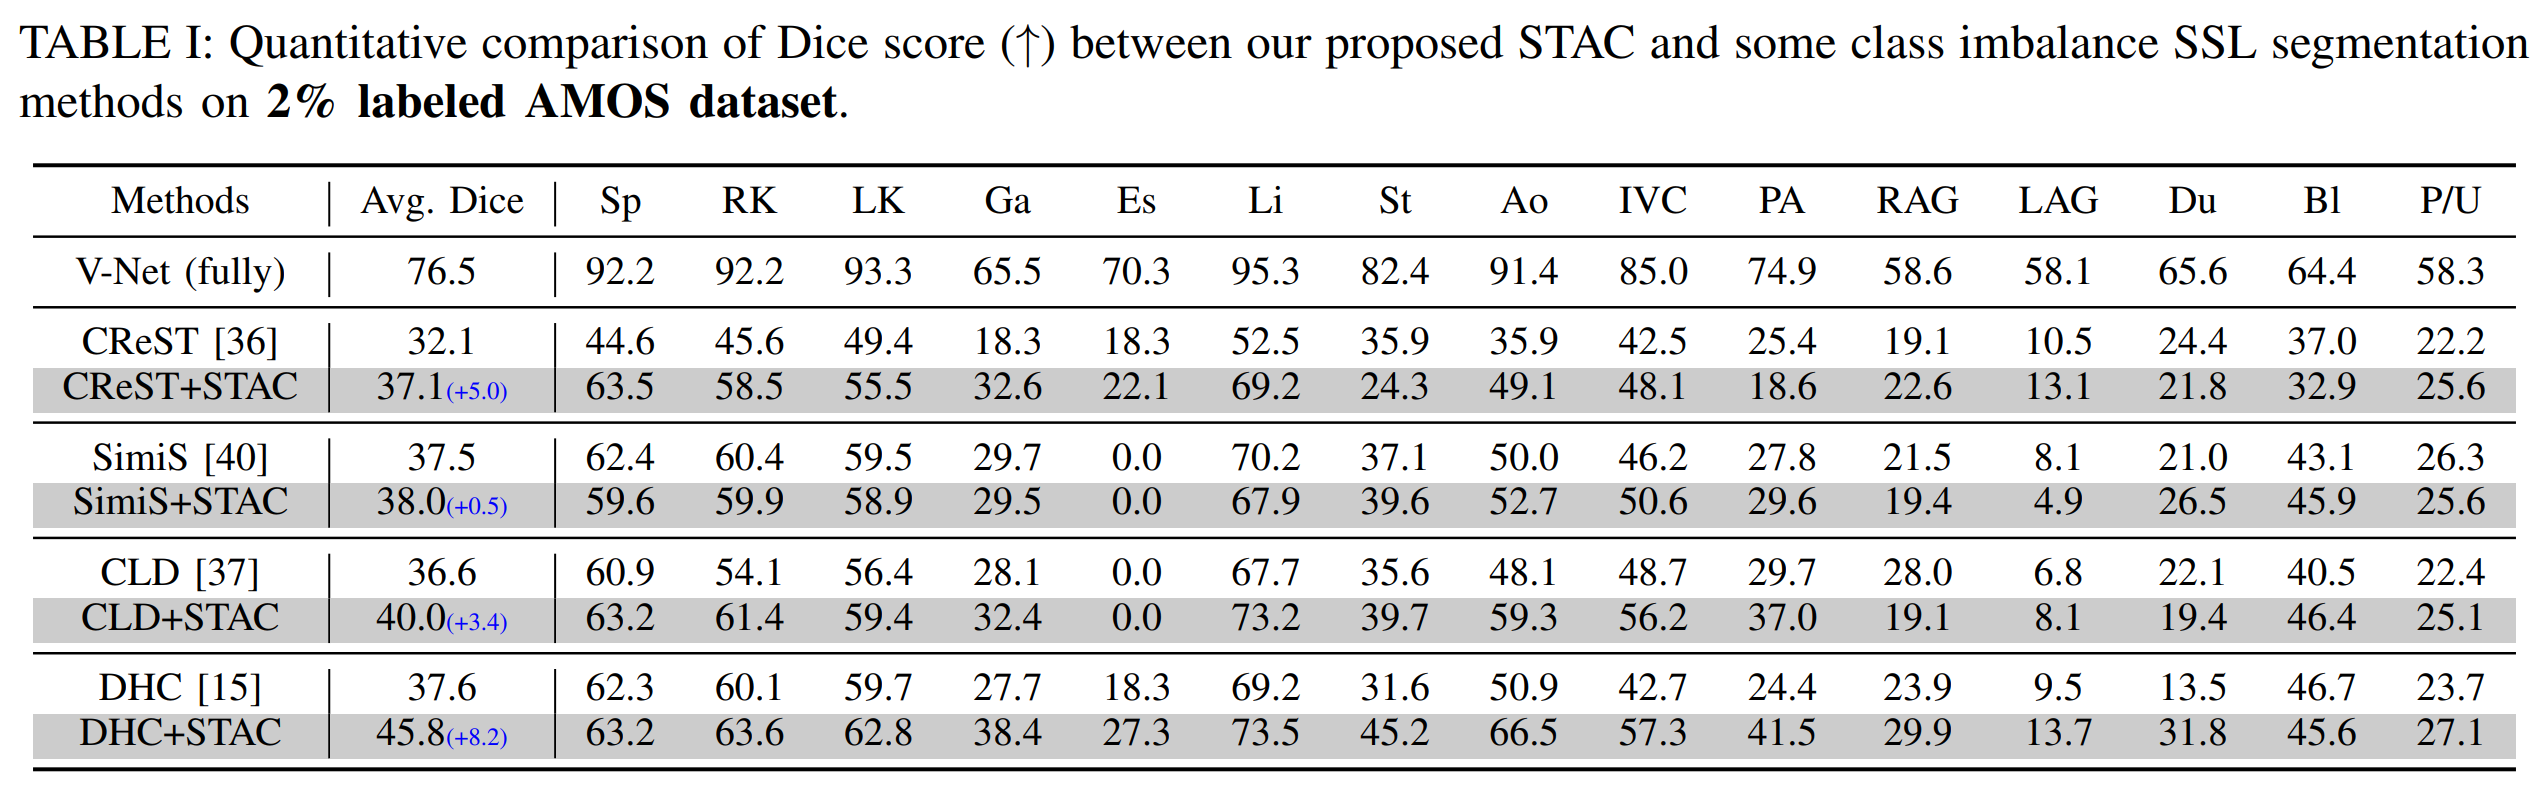 TABLE I: Quantitative comparison of Dice score (↑) between our proposed STAC and some class imbalance SSL segmentation
methods on 2% labeled AMOS dataset.
Methods Avg. Dice Sp RK LK Ga Es Li St Ao IVC PA RAG LAG Du Bl P/U
V-Net (fully) 76.5 92.2 92.2 93.3 65.5 70.3 95.3 82.4 91.4 85.0 74.9 58.6 58.1 65.6 64.4 58.3
CReST [36] 32.1 44.6 45.6 49.4 18.3 18.3 52.5 35.9 35.9 42.5 25.4 19.1 10.5 24.4 37.0 22.2
CReST+STAC 37.1(+5.0) 63.5 58.5 55.5 32.6 22.1 69.2 24.3 49.1 48.1 18.6 22.6 13.1 21.8 32.9 25.6
SimiS [40] 37.5 62.4 60.4 59.5 29.7 0.0 70.2 37.1 50.0 46.2 27.8 21.5 8.1 21.0 43.1 26.3
SimiS+STAC 38.0(+0.5) 59.6 59.9 58.9 29.5 0.0 67.9 39.6 52.7 50.6 29.6 19.4 4.9 26.5 45.9 25.6
CLD [37] 36.6 60.9 54.1 56.4 28.1 0.0 67.7 35.6 48.1 48.7 29.7 28.0 6.8 22.1 40.5 22.4
CLD+STAC 40.0(+3.4) 63.2 61.4 59.4 32.4 0.0 73.2 39.7 59.3 56.2 37.0 19.1 8.1 19.4 46.4 25.1
DHC [15] 37.6 62.3 60.1 59.7 27.7 18.3 69.2 31.6 50.9 42.7 24.4 23.9 9.5 13.5 46.7 23.7
DHC+STAC 45.8(+8.2) 63.2 63.6 62.8 38.4 27.3 73.5 45.2 66.5 57.3 41.5 29.9 13.7 31.8 45.6 27.1